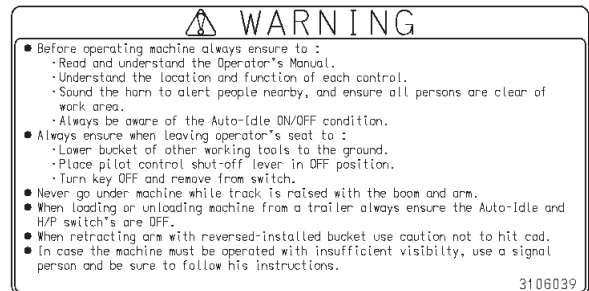 ⚠ WARNING
● Before operating machine always ensure to :
· Read and understand the Operator's Manual.
· Understand the location and function of each control.
· Sound the horn to alert people nearby, and ensure all persons are clear of
work area.
· Always be aware of the Auto-Idle ON/OFF condition.
● Always ensure when leaving operator's seat to :
· Lower bucket of other working tools to the ground.
· Place pilot control shut-off lever in OFF position.
· Turn key OFF and remove from switch.
● Never go under machine while track is raised with the boom and arm.
● When loading or unloading machine from a trailer always ensure the Auto-Idle and
H/P switch's are OFF.
● When retracting arm with reversed-installed bucket use caution not to hit cad.
● In case the machine must be operated with insufficient visibilty, use a signal
person and be sure to follow his instructions.
3106039